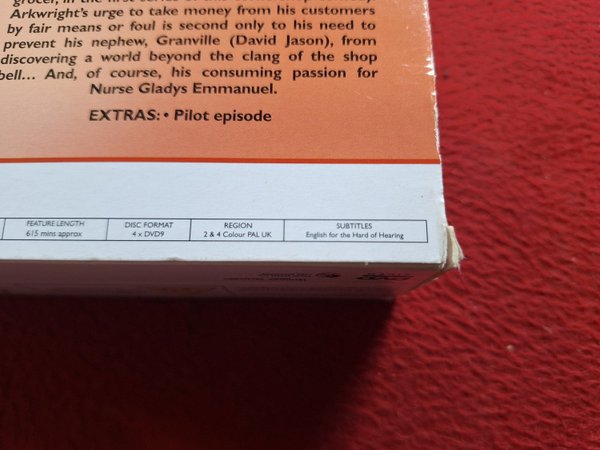 Arkwright's urge to take money from his customers
by fair means or foul is second only to his need to
prevent his nephew, Granville (David Jason), from
discovering a world beyond the clang of the shop
bell... And, of course, his consuming passion for
Nurse Gladys Emmanuel.
EXTRAS: • Pilot episode
FEATURE LENGTH
615 mins approx
DISC FORMAT
4 x DVD9
REGION
2 & 4 Colour PAL UK
SUBTITLES
English for the Hard of Hearing